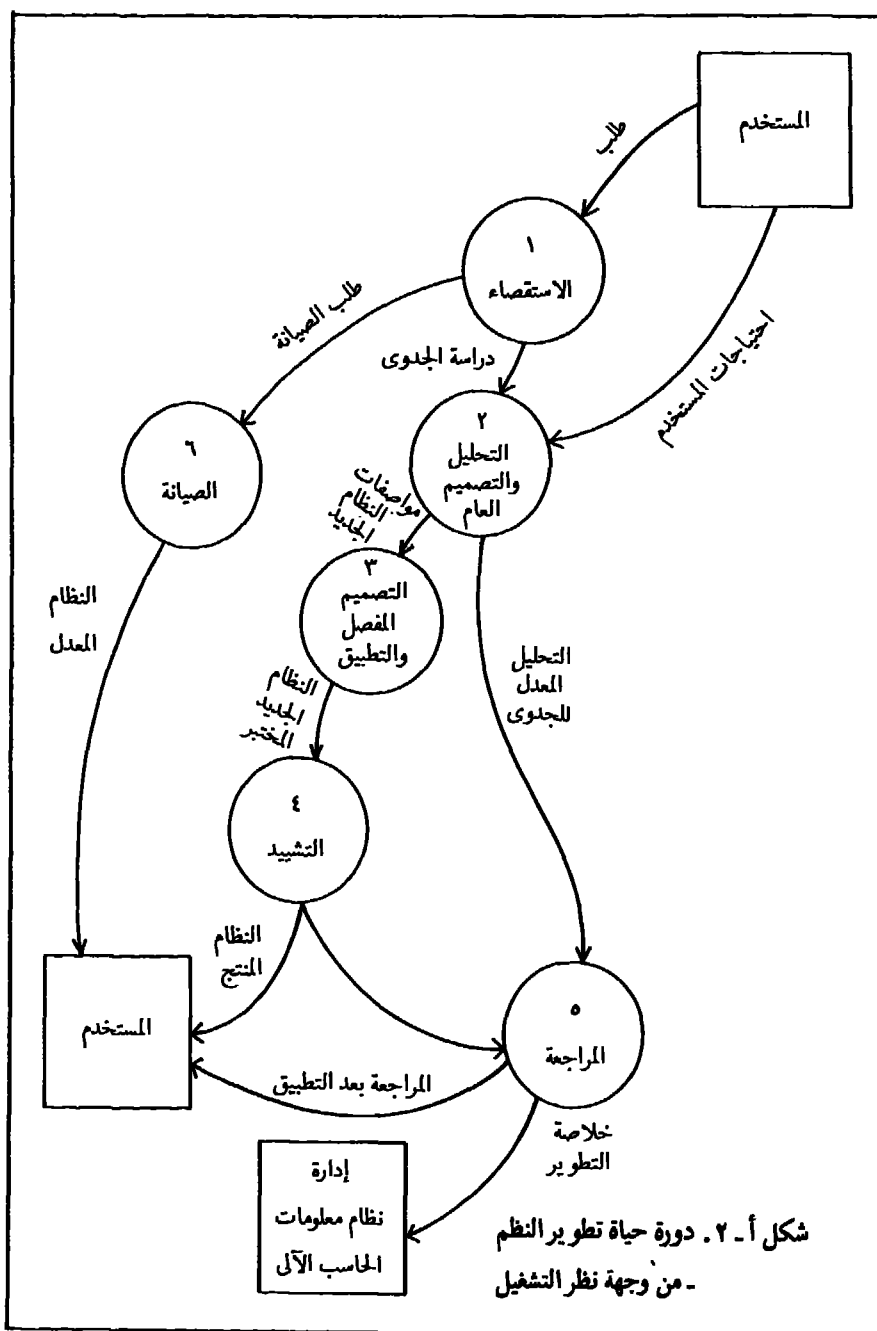 المستخدم
طلب
١
الاستقصاء
طلب الصيانة
دراسة الجدوى
احتياجات المستخدم
٢
التحليل
والتصميم
العام
٦
الصيانة
مواصفات
النظام
الجديد
٣
التصميم
المفصل
والتطبيق
النظام
المعدل
التحليل
المعدل
للجدوى
النظام
الجديد
المختبر
٤
التشييد
النظام
المنتج
المستخدم
٥
المراجعة
المراجعة بعد التطبيق
خلاصة
التطوير
إدارة
نظام معلومات
الحاسب الآلى
شكل أ ـ ٢ . دورة حياة تطوير النظم
ـ من وجهة نظر التشغيل